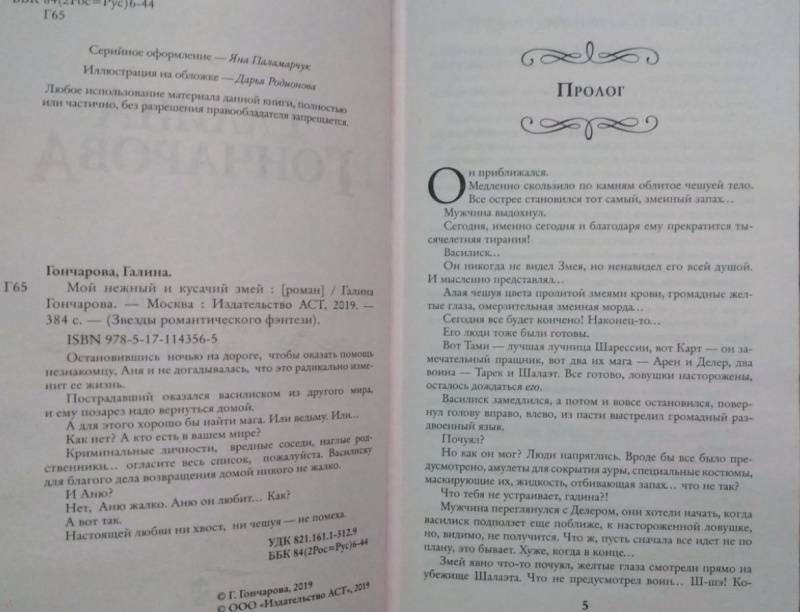 ББК 84(2Рос=Рус)6-44
Г65
Серийное оформление — Яна Паламарчук
Иллюстрация на обложке — Дарья Родионова
Любое использование материала данной книги, полностью
или частично, без разрешения правообладателя запрещается.
Гончарова, Галина.
Г65 Мой нежный и кусачий змей : [роман] / Галина
Гончарова. — Москва : Издательство АСТ, 2019. —
384 с. — (Звезды романтического фэнтези).
ISBN 978-5-17-114356-5
Остановившись ночью на дороге, чтобы оказать помощь
незнакомцу, Аня и не догадывалась, что это радикально изме-
нит ее жизнь.
Пострадавший оказался василиском из другого мира,
и ему позарез надо вернуться домой.
А для этого хорошо бы найти мага. Или ведьму. Или...
Как нет? А кто есть в вашем мире?
Криминальные личности, вредные соседи, наглые род-
ственники... огласите весь список, пожалуйста. Василиску
для благого дела возвращения домой никого не жалко.
И Аню?
Нет, Аню жалко. Аню он любит... Как?
А вот так.
Настоящей любви ни хвост, ни чешуя — не помеха.
УДК 821.161.1-312.9
ББК 84(2Рос=Рус)6-44
© Г. Гончарова, 2019
© ООО «Издательство АСТ», 2019
Пролог
Он приближался.
Медленно скользило по камням облитое чешуей тело.
Все острее становился тот самый, змеиный запах...
Мужчина выдохнул.
Сегодня, именно сегодня и благодаря ему прекратится ты-
сячелетняя тирания!
Василиск...
Он никогда не видел Змея, но ненавидел его всей душой.
И мысленно представлял...
Алая чешуя цвета пролитой змеями крови, громадные жел-
тые глаза, омерзительная змеиная морда...
Сегодня все будет кончено! Наконец-то...
Его люди тоже были готовы.
Вот Тами — лучшая лучница Шарессии, вот Карт — он за-
мечательный пращник, вот два их мага — Арен и Делер, два
воина — Тарек и Шалаэт. Все готово, ловушки насторожены,
осталось дождаться его.
Василиск замедлился, а потом и вовсе остановился, повер-
нул голову вправо, влево, из пасти выстрелил громадный раз-
двоенный язык.
Почуял?
Но как он мог? Люди напряглись. Вроде бы все было пре-
дусмотрено, амулеты для сокрытия ауры, специальные костюмы,
маскирующие их, жидкость, отбивающая запах... что не так?
Что тебя не устраивает, гадина?!
Мужчина переглянулся с Делером, они хотели начать, когда
василиск подползет еще поближе, к настороженной ловушке,
но, видимо, не получится. Что ж, пусть сначала все идет не по
плану, это бывает. Хуже, когда в конце...
Змей явно что-то почуял, желтые глаза смотрели прямо на
убежище Шалаэта. Что не предусмотрел воин... Ш-шэ! Ко-
5